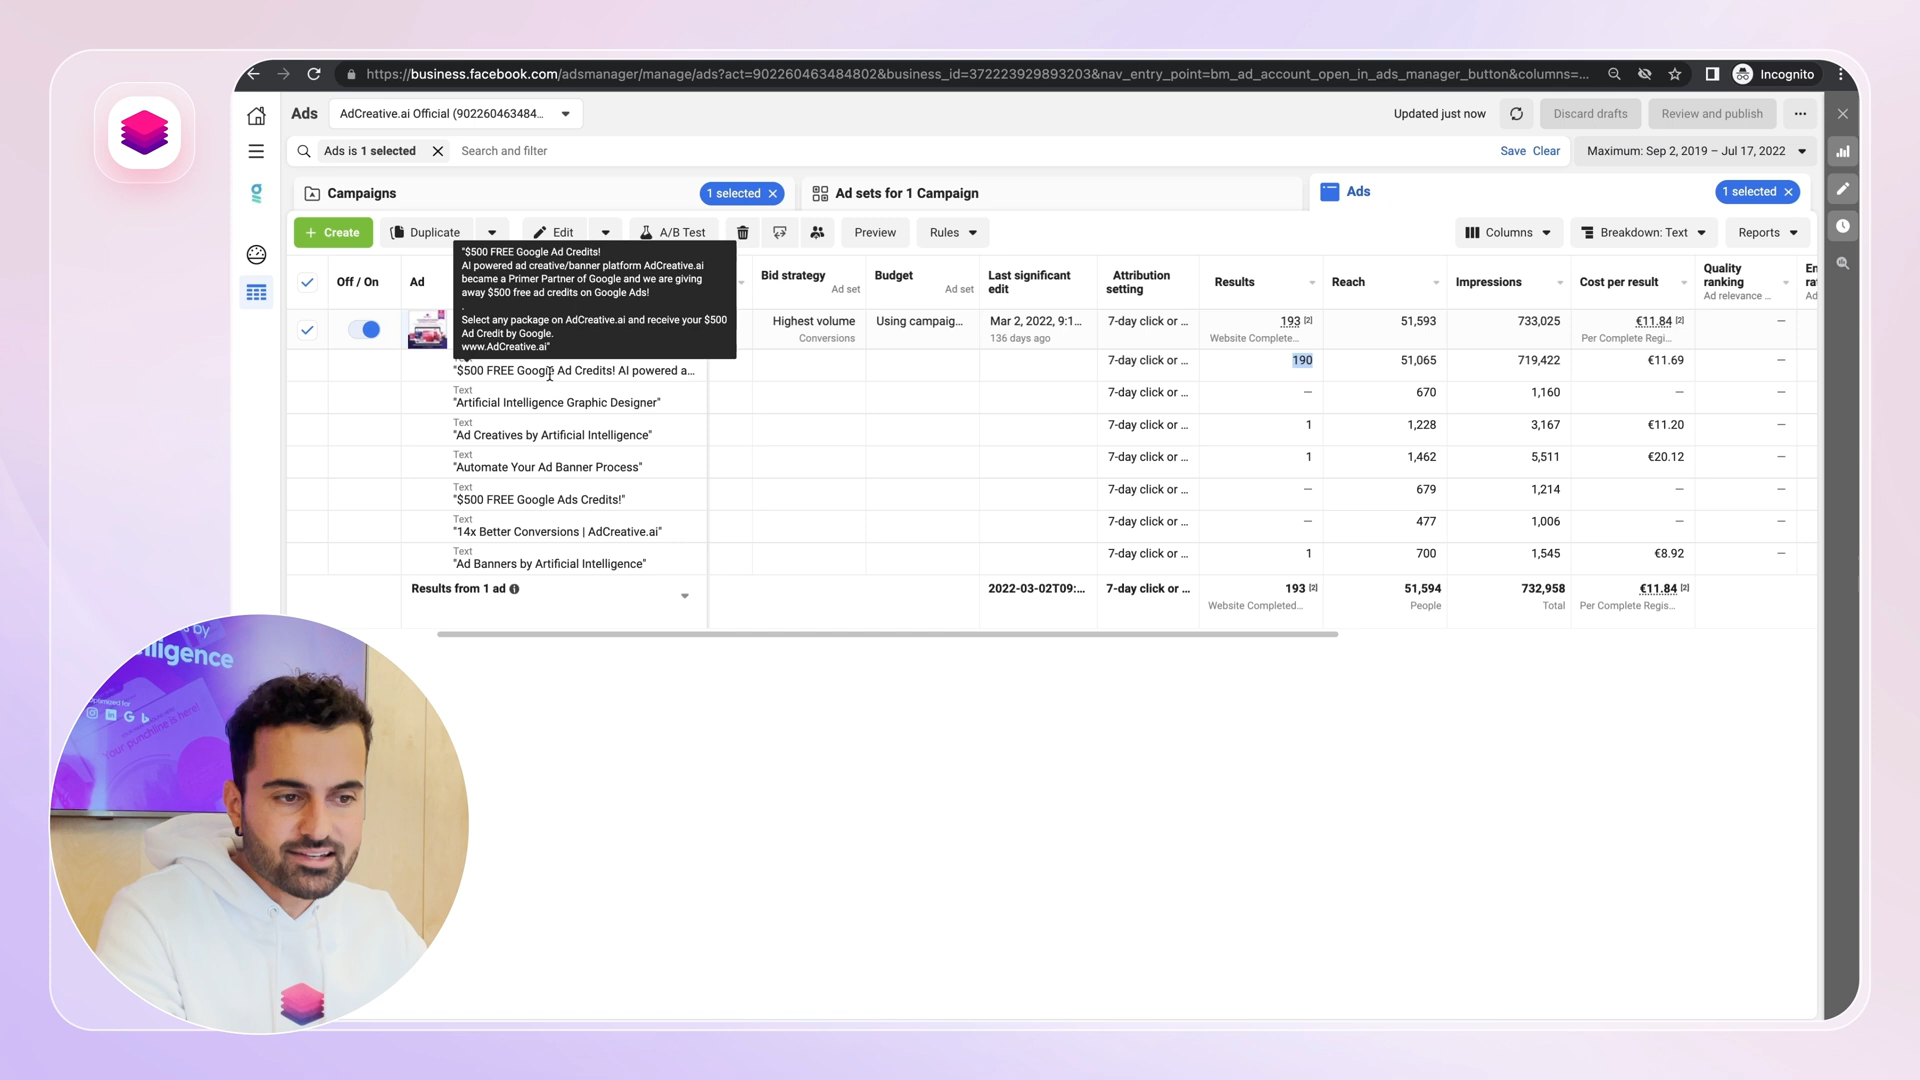 https://business.facebook.com/adsmanager/manage/ads?act=902260463484802&business_id=372223929893203&nav_entry_point=bm_ad_account_open_in_ads_manager_button&columns=...
Incognito
Ads
AdCreative.ai Official (902260463484...
Updated just now
Discard drafts
Review and publish
Ads is 1 selected
Search and filter
Save
Clear
Maximum: Sep 2, 2019 – Jul 17, 2022
Campaigns
1 selected
Ad sets for 1 Campaign
Ads
1 selected
+ Create
Duplicate
Edit
A/B Test
Preview
Rules
Columns
Breakdown: Text
Reports
"$500 FREE Google Ad Credits!
AI powered ad creative/banner platform AdCreative.ai
became a Primer Partner of Google and we are giving
away $500 free ad credits on Google Ads!
.
Select any package on AdCreative.ai and receive your $500
Ad Credit by Google.
www.AdCreative.ai"
Off / On
Ad
Bid strategy
Ad set
Budget
Ad set
Last significant
edit
Attribution
setting
Results
Reach
Impressions
Cost per result
Quality
ranking
Ad relevance ...
En
Ad
Highest volume
Conversions
Using campaig...
Mar 2, 2022, 9:1...
136 days ago
7-day click or ...
193 [2]
Website Complete...
51,593
733,025
€11.84 [2]
Per Complete Regi...
—
"$500 FREE Google Ad Credits! AI powered a...
7-day click or ...
190
51,065
719,422
€11.69
—
Text
"Artificial Intelligence Graphic Designer"
7-day click or ...
—
670
1,160
—
—
Text
"Ad Creatives by Artificial Intelligence"
7-day click or ...
1
1,228
3,167
€11.20
—
Text
"Automate Your Ad Banner Process"
7-day click or ...
1
1,462
5,511
€20.12
—
Text
"$500 FREE Google Ads Credits!"
7-day click or ...
—
679
1,214
—
—
Text
"14x Better Conversions | AdCreative.ai"
7-day click or ...
—
477
1,006
—
—
Text
"Ad Banners by Artificial Intelligence"
7-day click or ...
1
700
1,545
€8.92
—
Results from 1 ad
2022-03-02T09:...
7-day click or ...
193 [2]
Website Completed...
51,594
People
732,958
Total
€11.84 [2]
Per Complete Regis...
by
lligence
ptimized for
Your punchline is here!